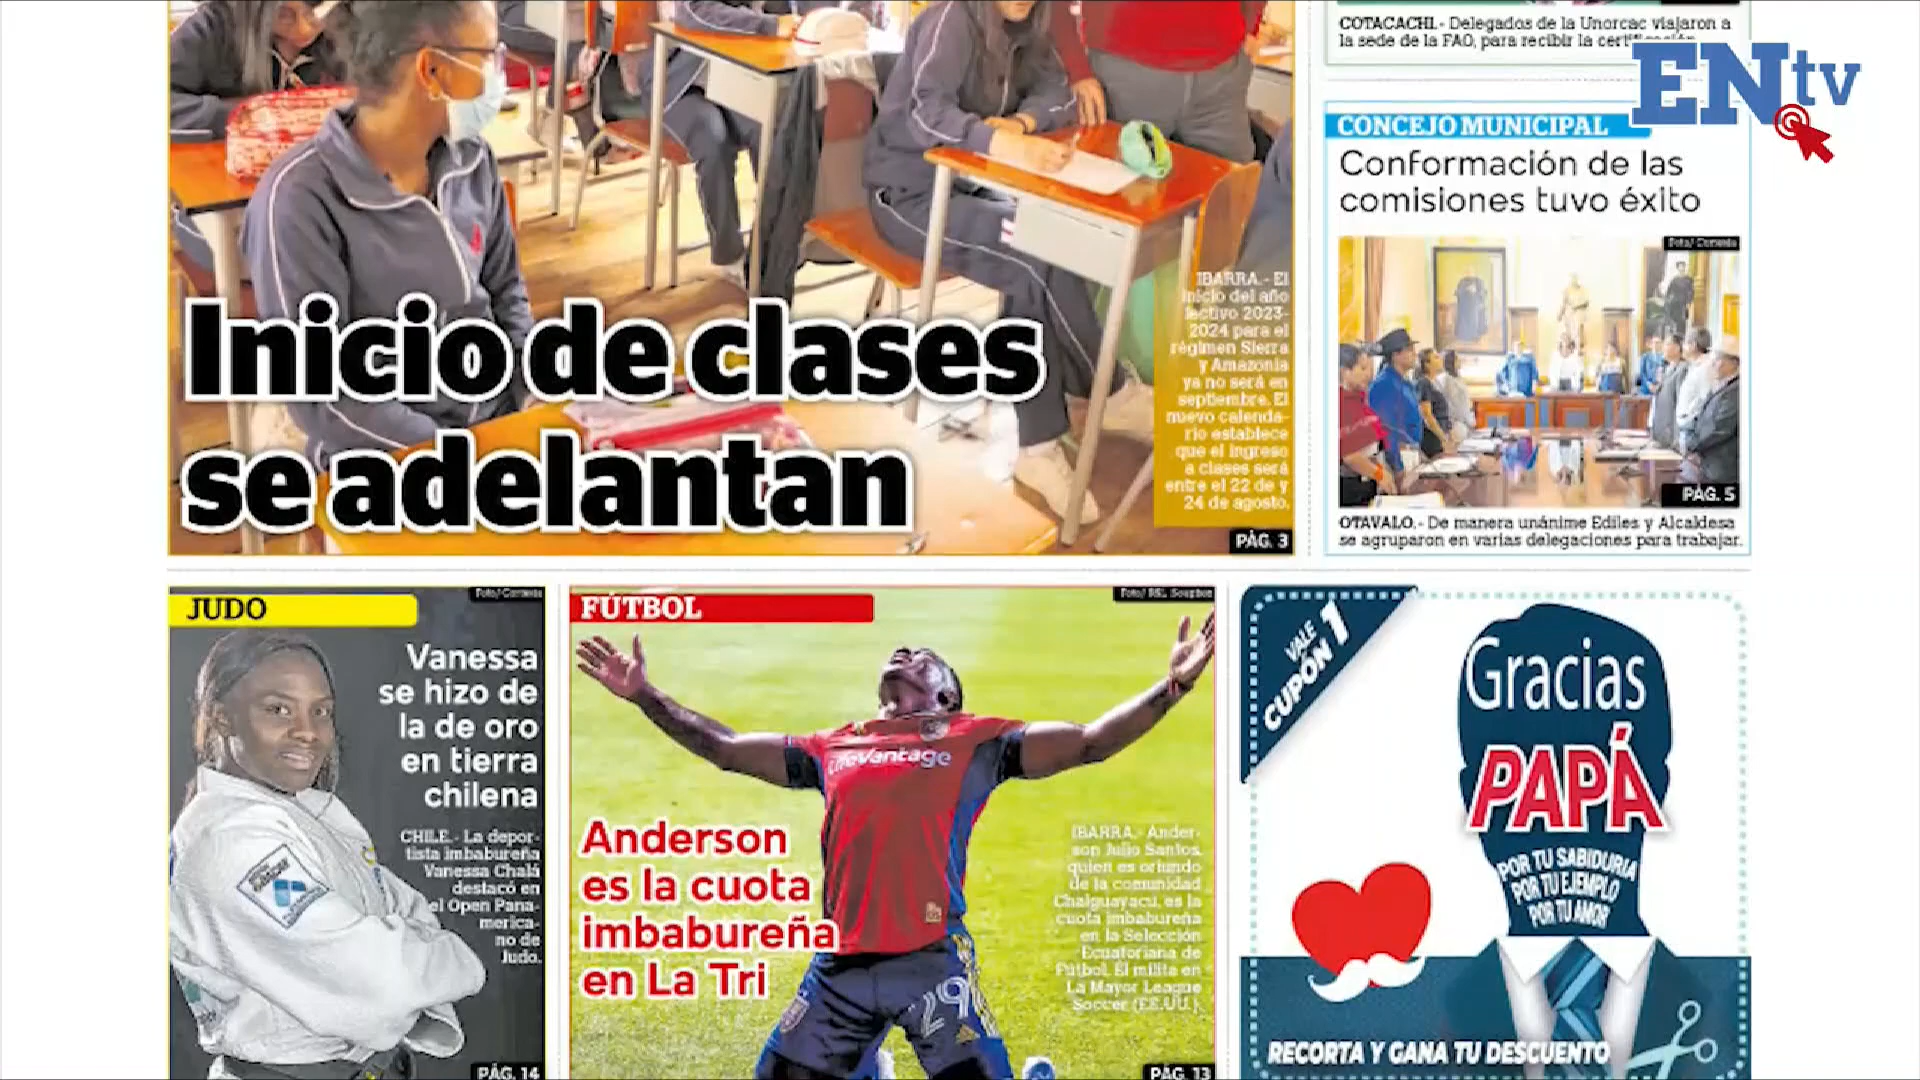 COTACACHI.- Delegados de la Unorcac viajaron a
la sede de la FAO, para recibir la certificación.
ENtv
CONCEJO MUNICIPAL
Conformación de las
comisiones tuvo éxito
Foto/ Cortesía
PÁG. 5
OTAVALO.- De manera unánime Ediles y Alcaldesa
se agruparon en varias delegaciones para trabajar.
Inicio de clases
se adelantan
IBARRA.- El
inicio del año
lectivo 2023-
2024 para el
régimen Sierra
y Amazonía
ya no será en
septiembre. El
nuevo calenda-
rio establece
que el ingreso
a clases será
entre el 22 de y
24 de agosto.
PÁG. 3
JUDO
Foto/ Cortesía
Vanessa
se hizo de
la de oro
en tierra
chilena
CHILE.- La depor-
tista imbabureña
Vanessa Chalá
destacó en
el Open Pana-
merica-
no de
Judo.
PÁG. 14
FÚTBOL
Foto/ RSL
LifeVantage
29
Anderson
es la cuota
imbabureña
en La Tri
IBARRA.- Ander-
son Julio Santos,
quien es oriundo
de la comunidad
Chalguayacu, es la
cuota imbabureña
en la Selección
Ecuatoriana de
Fútbol. Él milita en
La Mayor League
Soccer (EE.UU.).
PÁG. 13
VALE
CUPÓN 1
Gracias
PAPÁ
POR TU SABIDURIA
POR TU EJEMPLO
POR TU AMOR
RECORTA Y GANA TU DESCUENTO